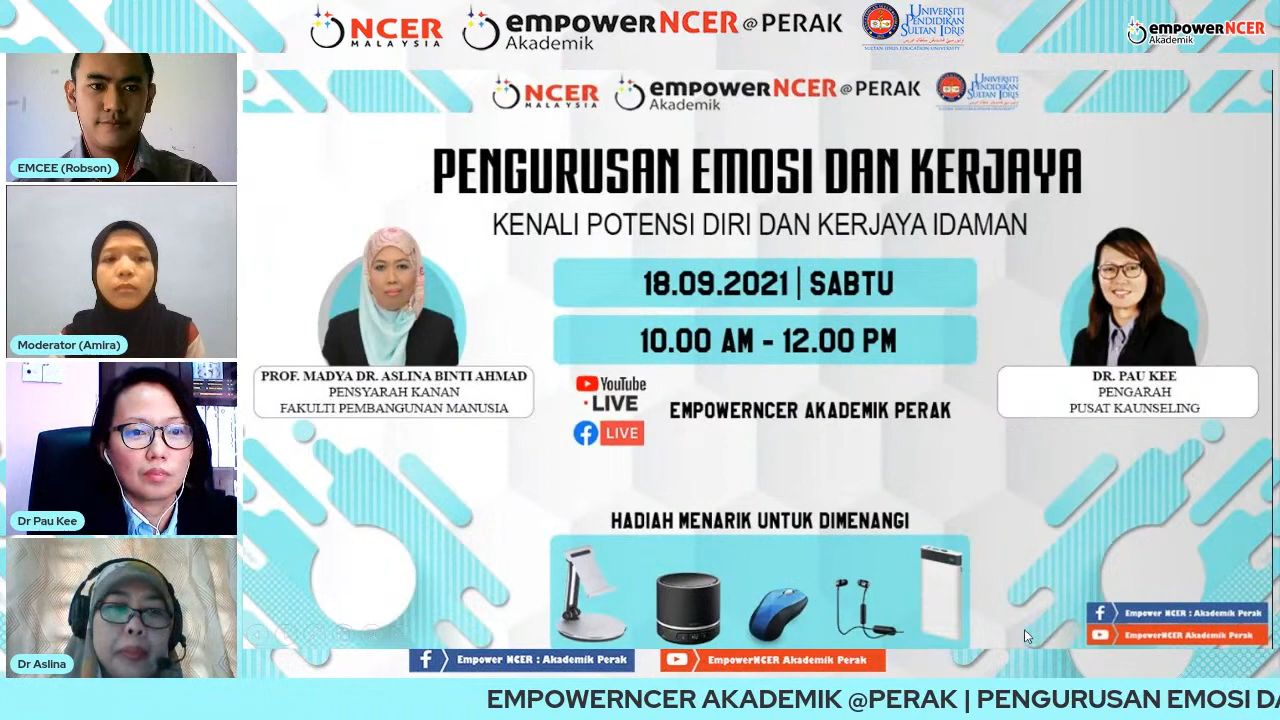 NCER
MALAYSIA
empowerNCER@PERAK
Akademik
UNIVERSITI
PENDIDIKAN
SULTAN IDRIS
SULTAN IDRIS EDUCATION UNIVERSITY
empowerNCER
Akademik
NCER
MALAYSIA
empowerNCER@PERAK
Akademik
UNIVERSITI
PENDIDIKAN
SULTAN IDRIS
EMCEE (Robson)
Moderator (Amira)
Dr Pau Kee
Dr Aslina
PENGURUSAN EMOSI DAN KERJAYA
KENALI POTENSI DIRI DAN KERJAYA IDAMAN
18.09.2021 | SABTU
10.00 AM - 12.00 PM
PROF. MADYA DR. ASLINA BINTI AHMAD
PENSYARAH KANAN
FAKULTI PEMBANGUNAN MANUSIA
YouTube
LIVE
LIVE
EMPOWERNCER AKADEMIK PERAK
DR. PAU KEE
PENGARAH
PUSAT KAUNSELING
HADIAH MENARIK UNTUK DIMENANGI
Empower NCER : Akademik Perak
EmpowerNCER Akademik Perak
Empower NCER : Akademik Perak
EmpowerNCER Akademik Perak
EMPOWERNCER AKADEMIK @PERAK | PENGURUSAN EMOSI DA